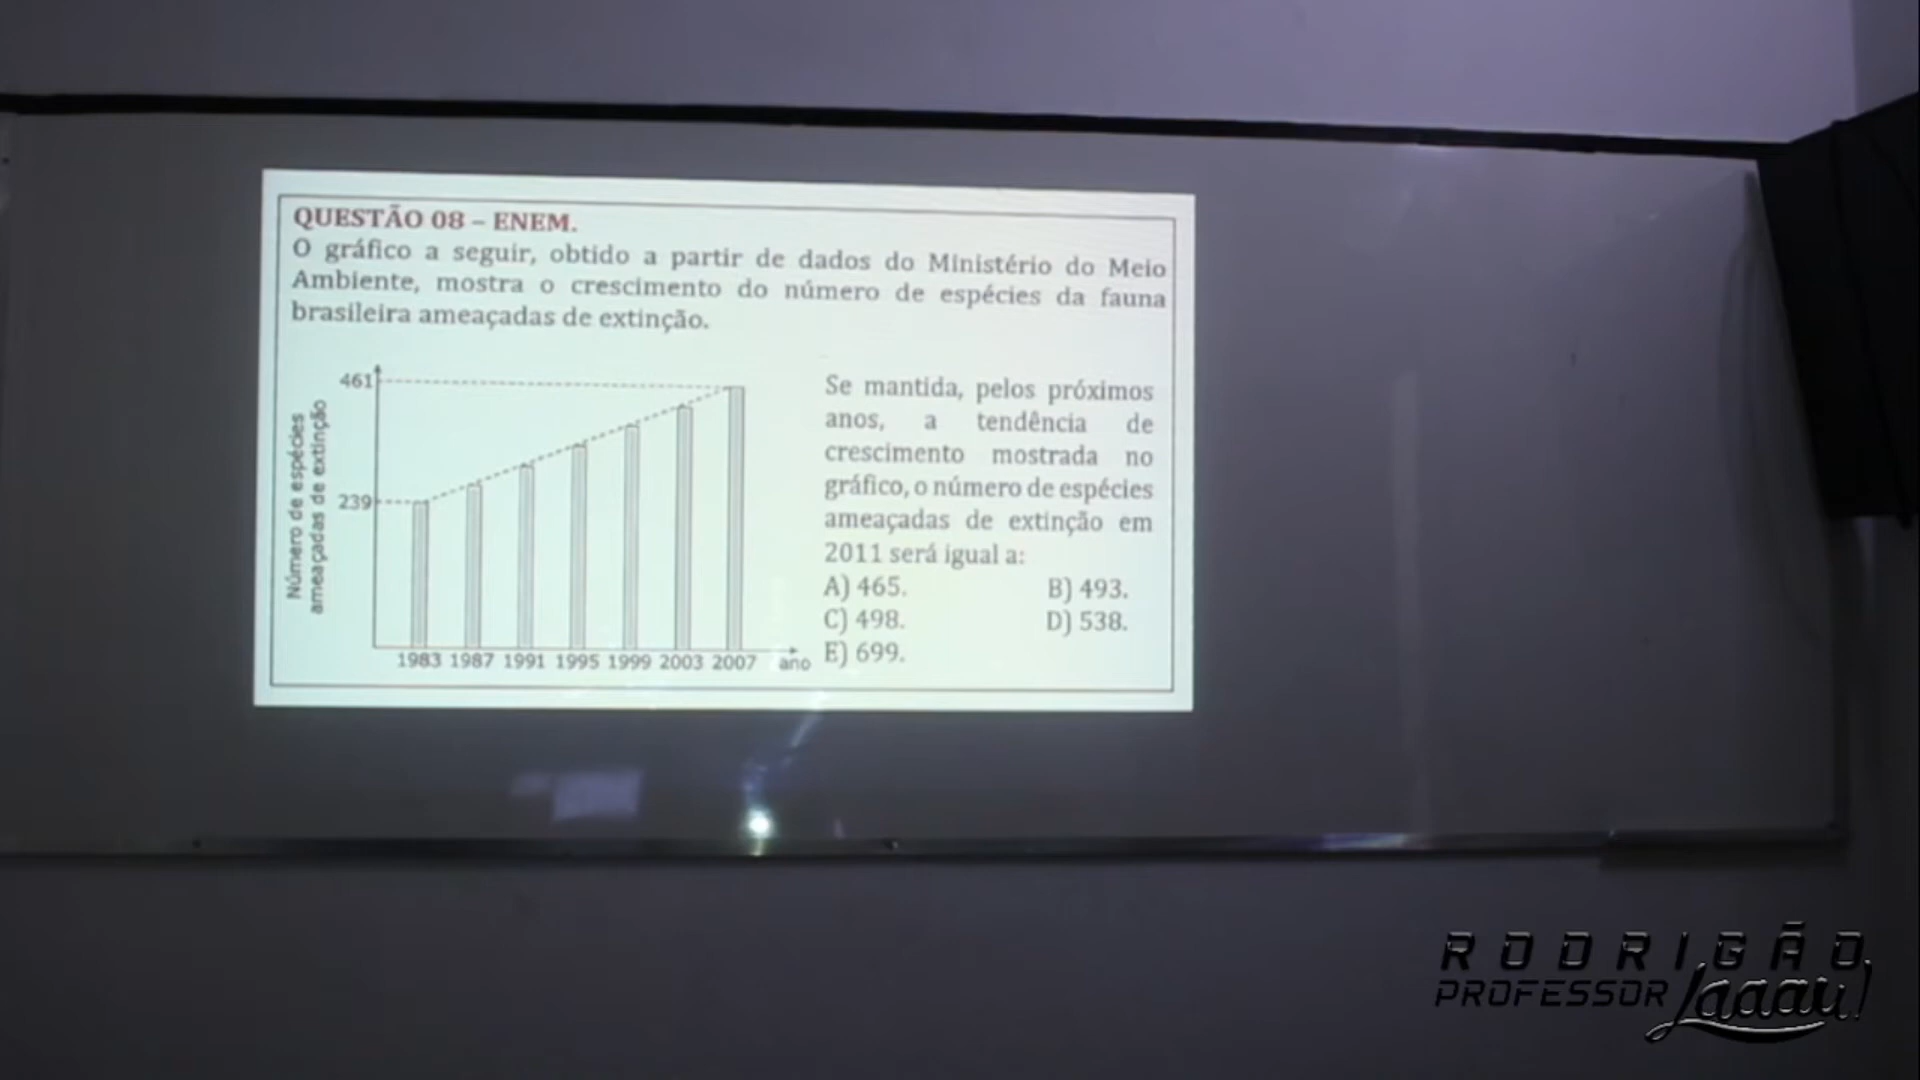 QUESTÃO 08 – ENEM.
O gráfico a seguir, obtido a partir de dados do Ministério do Meio
Ambiente, mostra o crescimento do número de espécies da fauna
brasileira ameaçadas de extinção.
Número de espécies
ameaçadas de extinção
461
239
1983 1987 1991 1995 1999 2003 2007 ano
Se mantida, pelos próximos
anos, a tendência de
crescimento mostrada no
gráfico, o número de espécies
ameaçadas de extinção em
2011 será igual a:
A) 465. B) 493.
C) 498. D) 538.
E) 699.
RODRIGÃO
PROFESSOR Laaau!